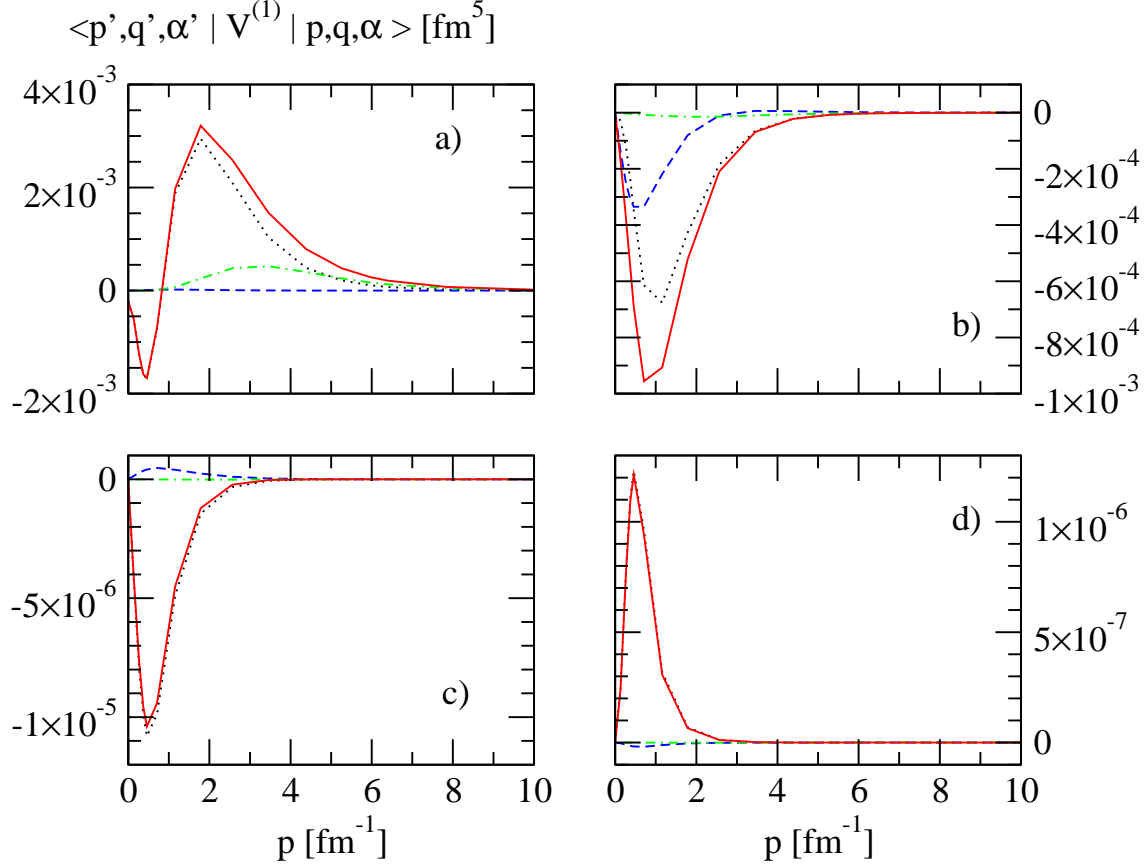 <p’,q’,α’ | V⁽¹⁾ | p,q,α > [fm⁵]
4×10⁻³
2×10⁻³
0
-2×10⁻³
a)
0
-2×10⁻⁴
-4×10⁻⁴
-6×10⁻⁴
-8×10⁻⁴
-1×10⁻³
b)
0
-5×10⁻⁶
-1×10⁻⁵
c)
1×10⁻⁶
5×10⁻⁷
0
d)
0 2 4 6 8 10
0 2 4 6 8 10
p [fm⁻¹]
p [fm⁻¹]